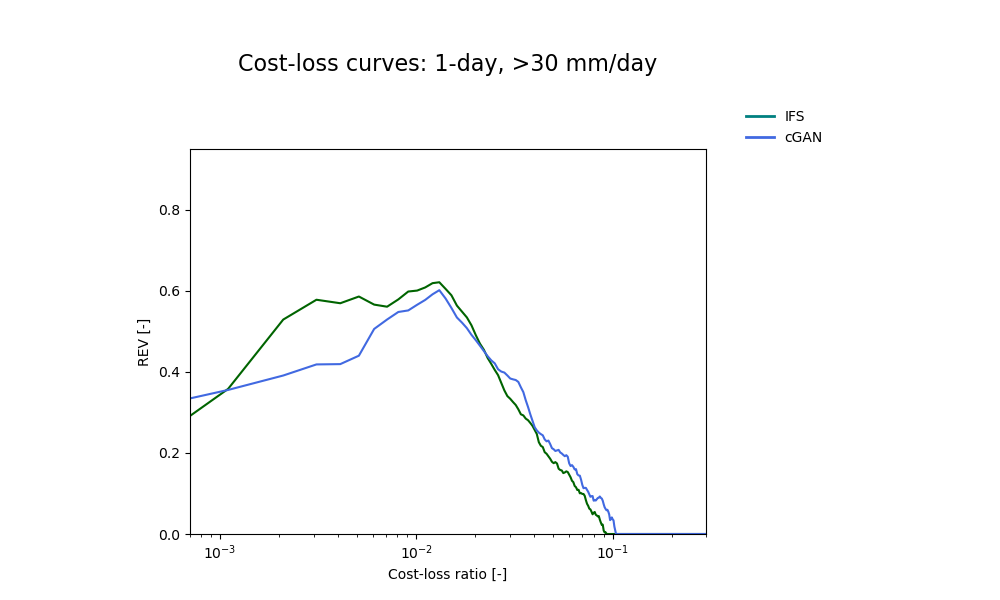 Cost-loss curves: 1-day, >30 mm/day
IFS
cGAN
0.8
0.6
0.4
0.2
0.0
REV [-]
10⁻³
10⁻²
10⁻¹
Cost-loss ratio [-]